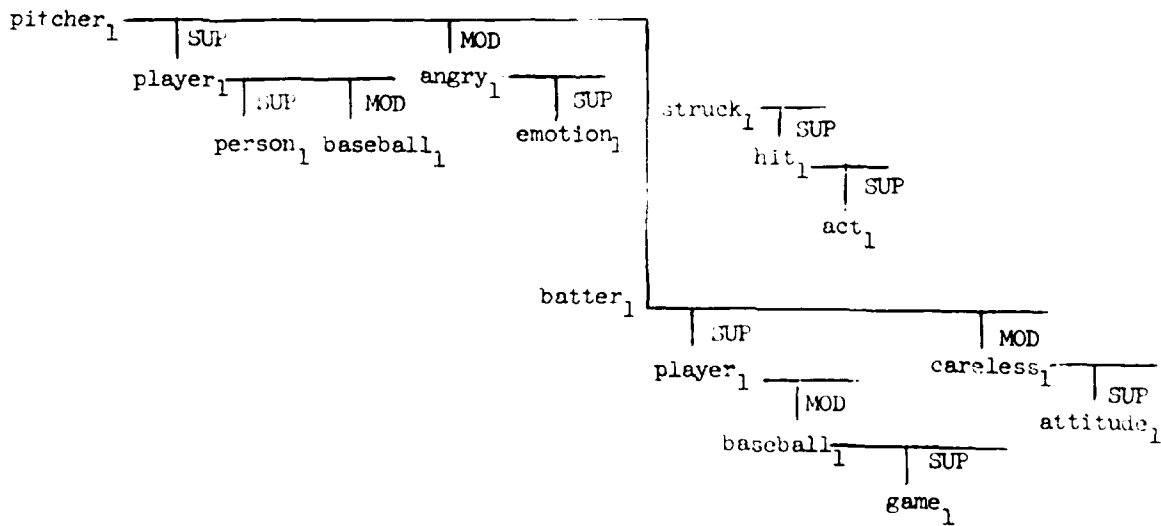 pitcher₁
SUP MOD
player₁ angry₁
SUP MOD SUP
person₁ baseball₁ emotion₁
struck₁
SUP
hit₁
SUP
act₁
batter₁
SUP MOD
player₁ careless₁
MOD SUP
baseball₁ attitude₁
SUP
game₁